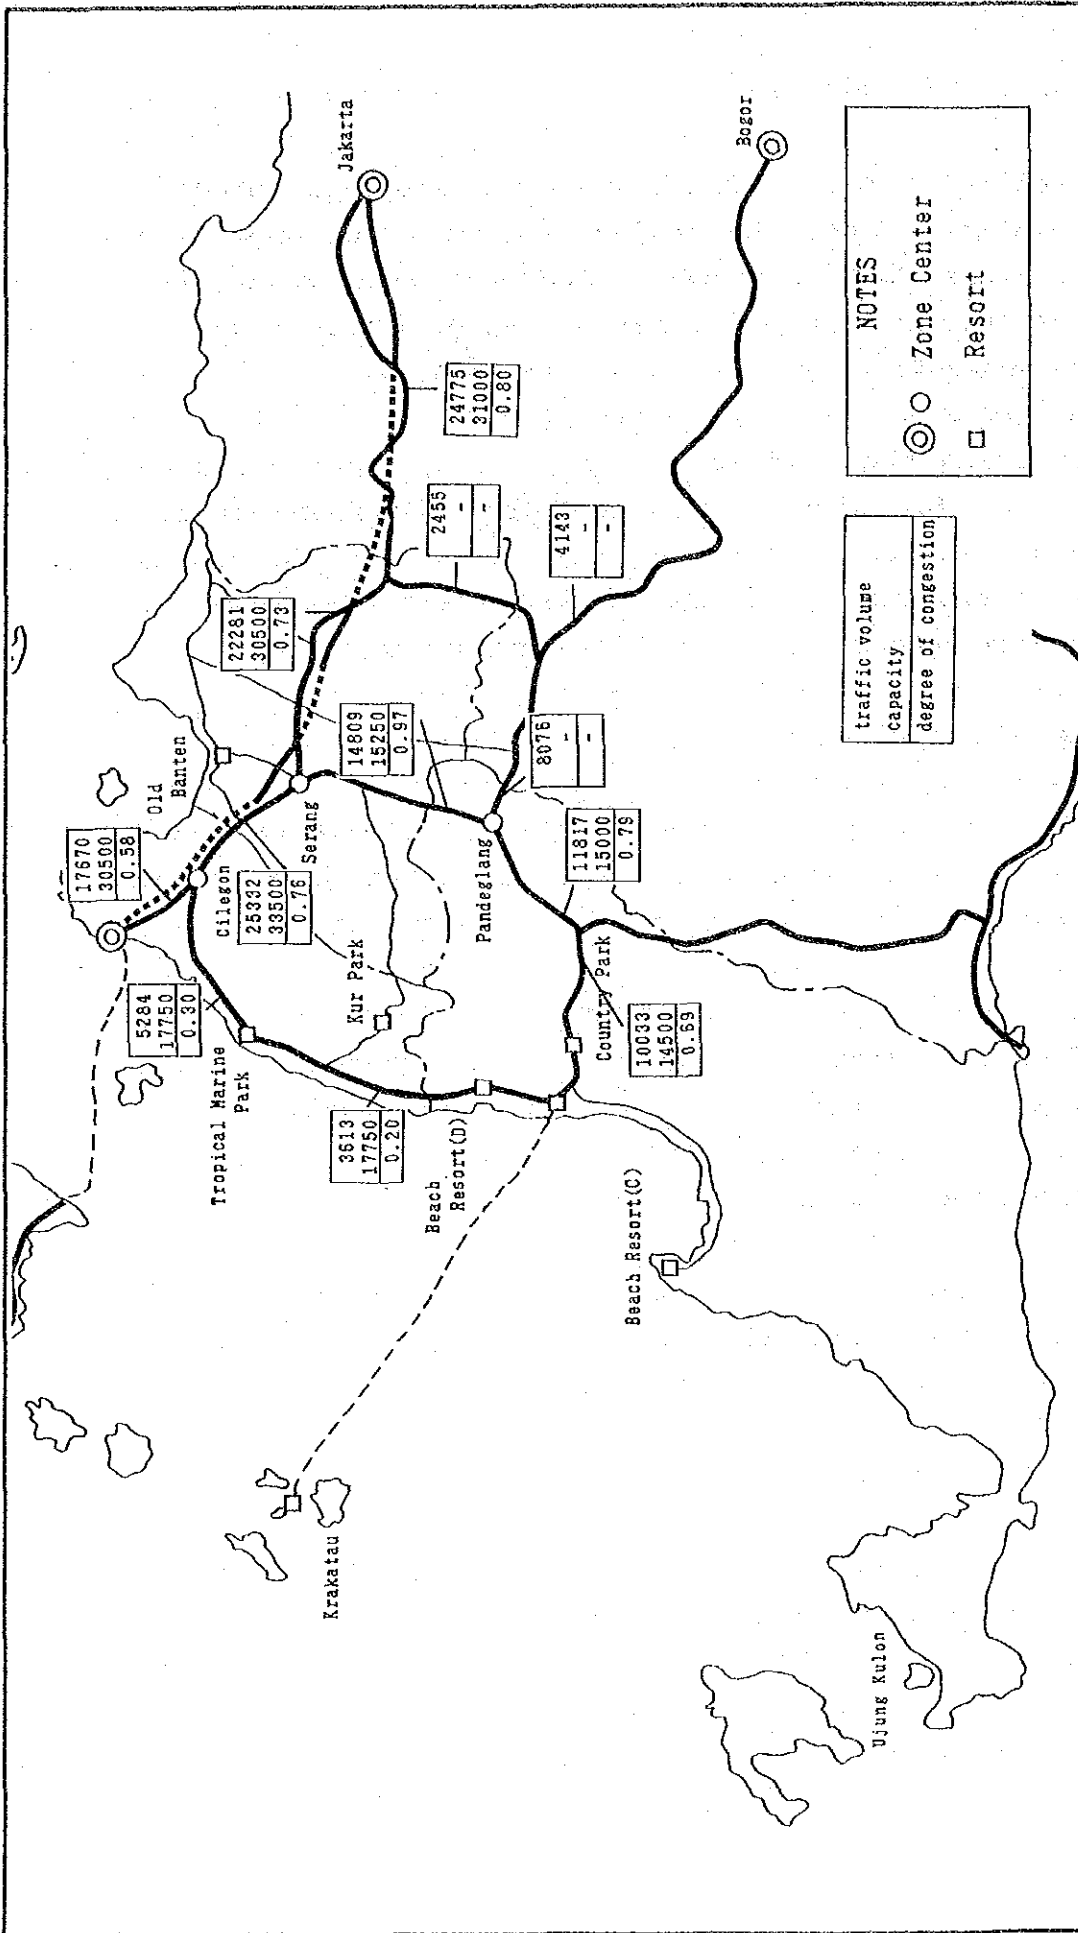 Jakarta
Bogor
24775
31000
0.80
2455
-
-
4143
-
-
22281
30500
0.73
14809
15250
0.97
8076
-
-
Old
Banten
Serang
17670
30500
0.58
Cilegon
25332
33500
0.76
Pandeglang
11817
15000
0.79
5284
17750
0.30
Kur Park
Country Park
10033
14500
0.69
Tropical Marine
Park
3613
17750
0.20
Beach
Resort(D)
Beach Resort(C)
Krakatau
Ujung Kulon
traffic volume
capacity
degree of congestion
NOTES
Zone Center
Resort